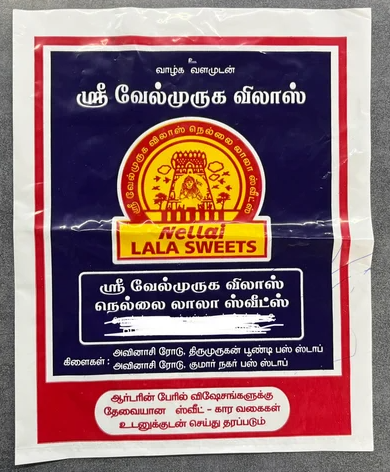 உ
வாழ்க வளமுடன்
ஸ்ரீ வேல்முருக விலாஸ்
ஸ்ரீ வேல்முருக விலாஸ் நெல்லை லாலா ஸ்வீட்ஸ்
Nellai
LALA SWEETS
ஸ்ரீ வேல்முருக விலாஸ்
நெல்லை லாலா ஸ்வீட்ஸ்
கிளைகள் : அவினாசி ரோடு, திருமுருகன் பூண்டி பஸ் ஸ்டாப்
அவினாசி ரோடு, குமார் நகர் பஸ் ஸ்டாப்
ஆர்டரின் பேரில் விஷேசங்களுக்கு
தேவையான ஸ்வீட் - கார வகைகள்
உடனுக்குடன் செய்து தரப்படும்